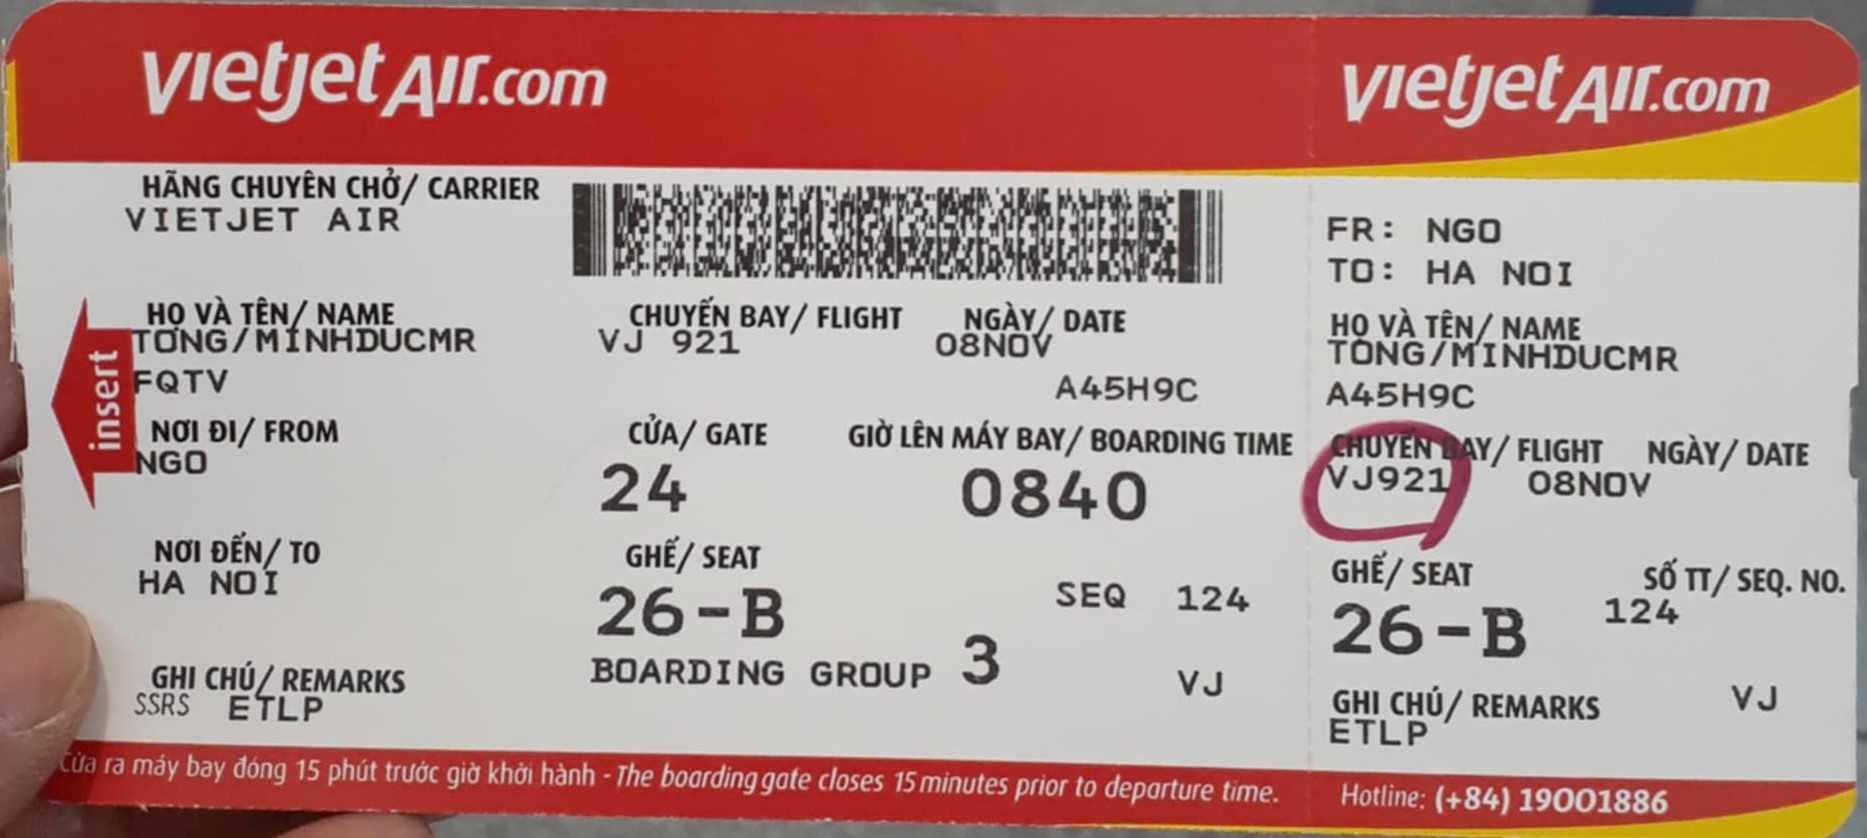 vietjetAir.com
HÃNG CHUYÊN CHỞ/ CARRIER
VIETJET AIR
HỌ VÀ TÊN/ NAME
TONG/MINHDUCMR
CHUYẾN BAY/ FLIGHT
VJ 921
NGÀY/ DATE
08NOV
FQTV
A45H9C
insert
NƠI ĐI/ FROM
NGO
CỬA/ GATE
24
GIỜ LÊN MÁY BAY/ BOARDING TIME
0840
NƠI ĐẾN/ TO
HA NOI
GHẾ/ SEAT
26-B
SEQ 124
BOARDING GROUP 3
VJ
GHI CHÚ/ REMARKS
SSRS ETLP
Cửa ra máy bay đóng 15 phút trước giờ khởi hành - The boarding gate closes 15 minutes prior to departure time.
vietjetAir.com
FR: NGO
TO: HA NOI
HỌ VÀ TÊN/ NAME
TONG/MINHDUCMR
A45H9C
CHUYẾN BAY/ FLIGHT NGÀY/ DATE
VJ921 08NOV
GHẾ/ SEAT SỐ TT/ SEQ. NO.
26-B 124
GHI CHÚ/ REMARKS VJ
ETLP
Hotline: (+84) 19001886